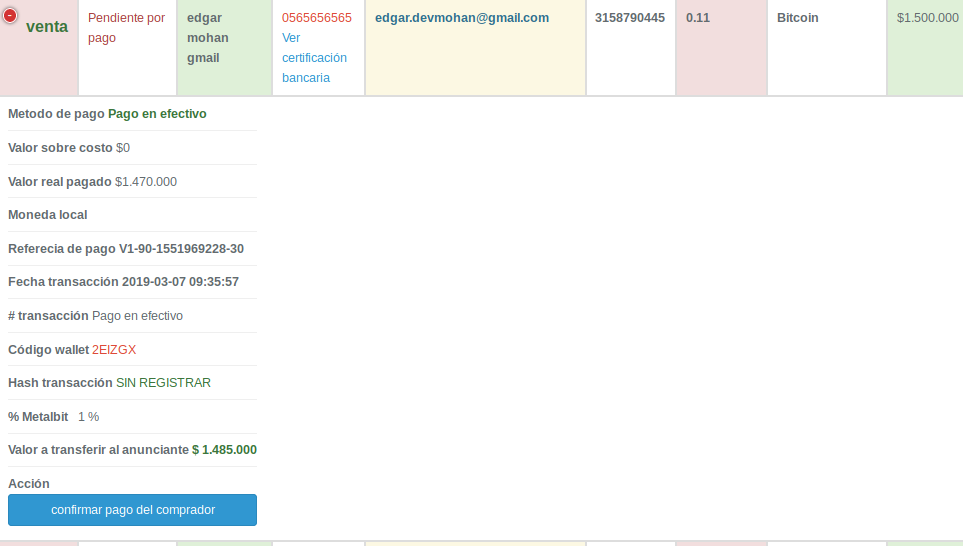 venta
Pendiente por
pago
edgar
mohan
gmail
0565656565
Ver
certificación
bancaria
edgar.devmohan@gmail.com
3158790445
0.11
Bitcoin
$1.500.000
Metodo de pago Pago en efectivo
Valor sobre costo $0
Valor real pagado $1.470.000
Moneda local
Referecia de pago V1-90-1551969228-30
Fecha transacción 2019-03-07 09:35:57
# transacción Pago en efectivo
Código wallet 2EIZGX
Hash transacción SIN REGISTRAR
% Metalbit 1 %
Valor a transferir al anunciante $ 1.485.000
Acción
confirmar pago del comprador